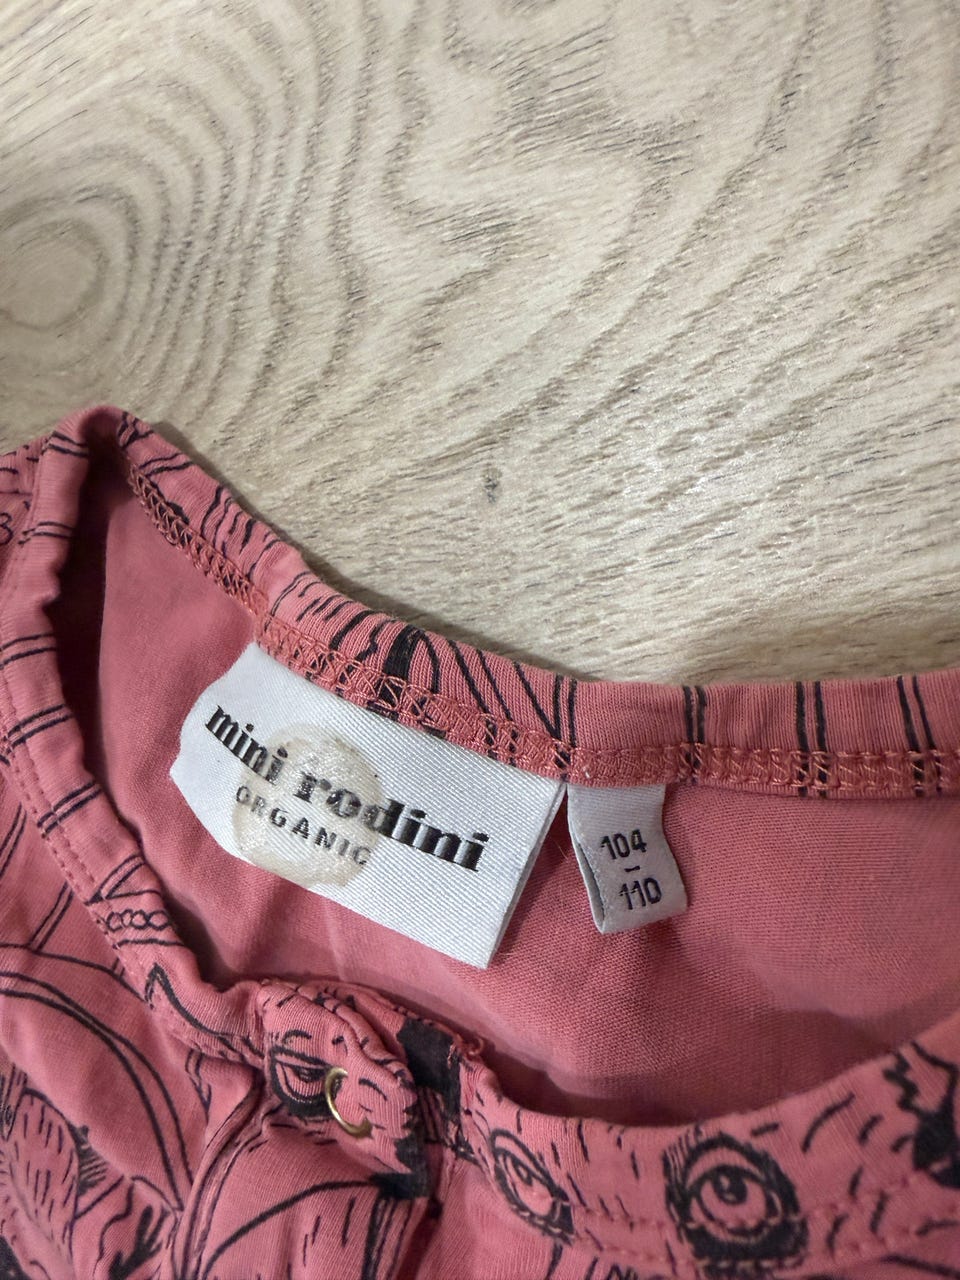 mini rodini
ORGANIC
104
–
110